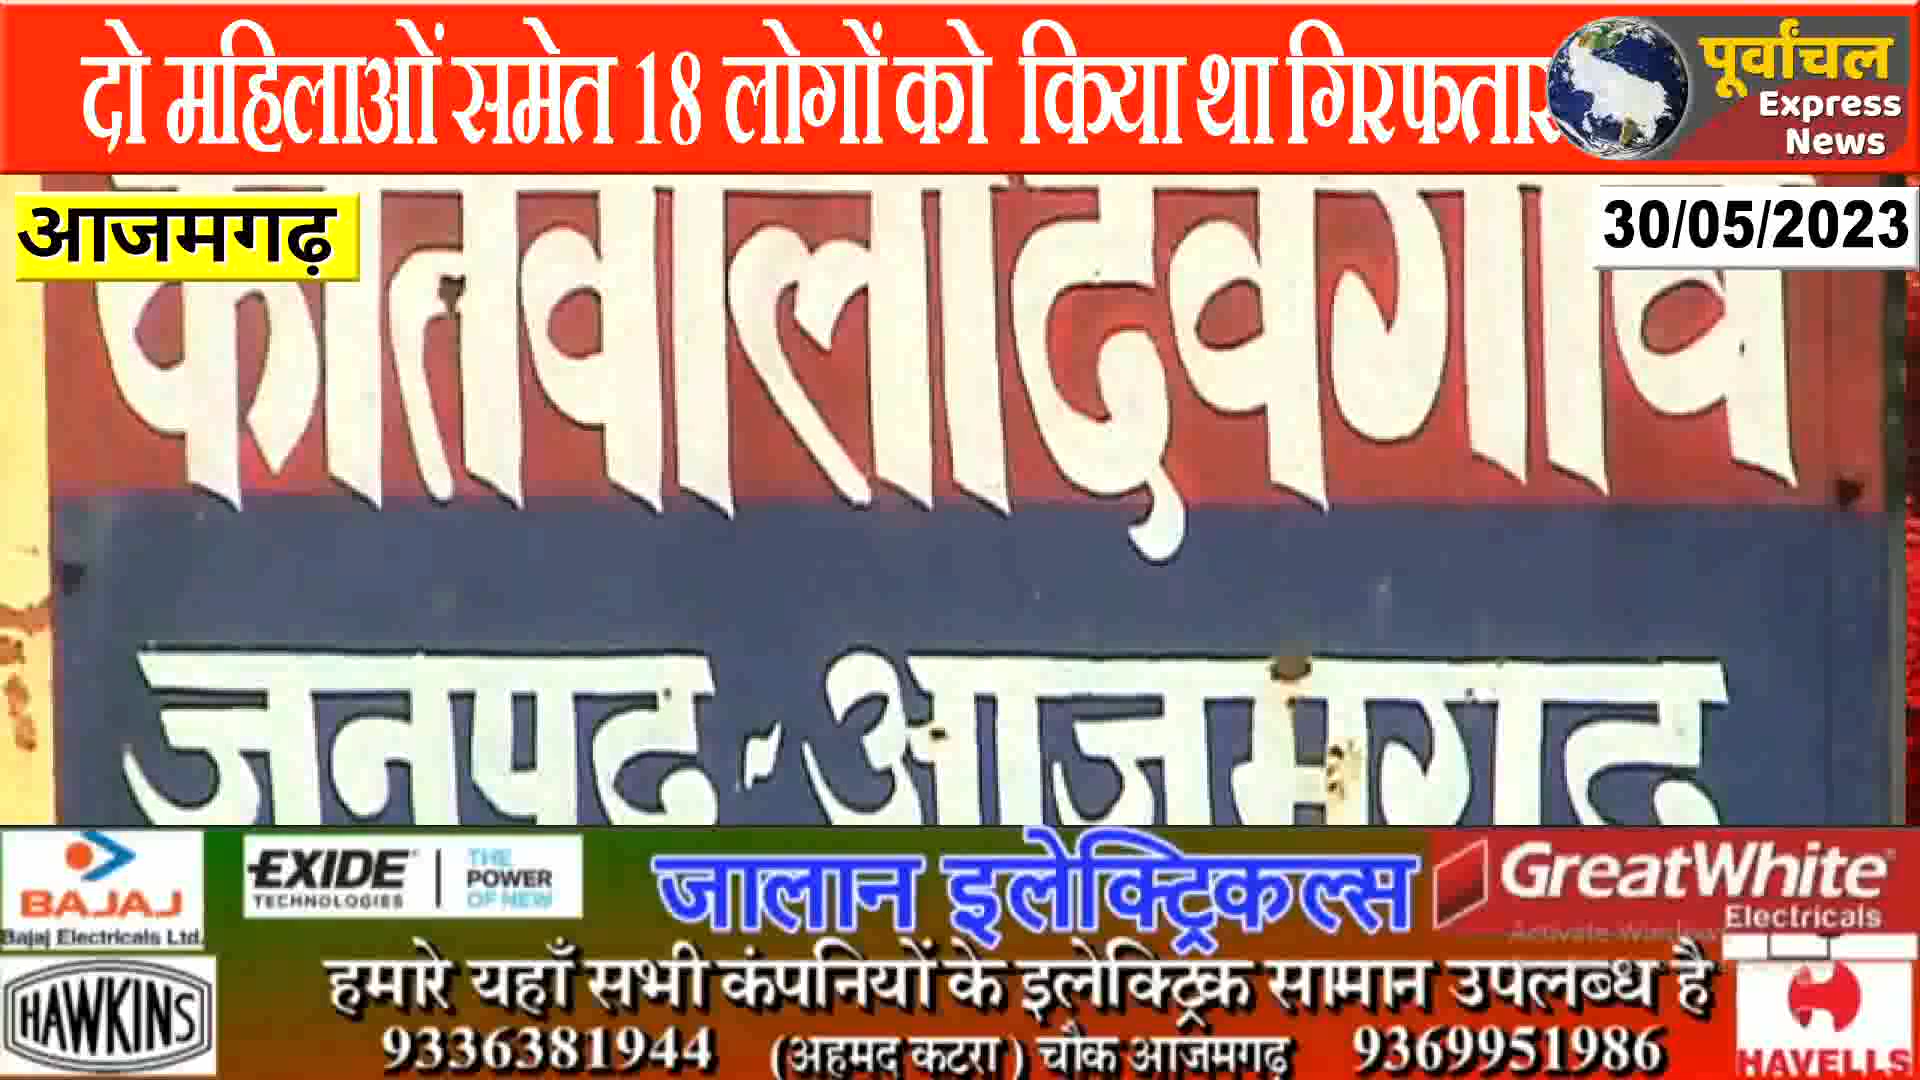 दो महिलाओं समेत 18 लोगों को किया था गिरफतार
पूर्वांचल
Express
News
आजमगढ़
30/05/2023
कोतवाली देवगांव
जनपद-आजमगढ़
BAJAJ
Bajaj Electricals Ltd
EXIDE
TECHNOLOGIES
THE
POWER
OF NEW
जालान इलेक्ट्रिकल्स
GreatWhite
Electricals
HAWKINS
हमारे यहाँ सभी कंपनियों के इलेक्ट्रिक सामान उपलब्ध है
9336381944 (अहमद कटरा) चौक आजमगढ़ 9369951986
HAVELLS